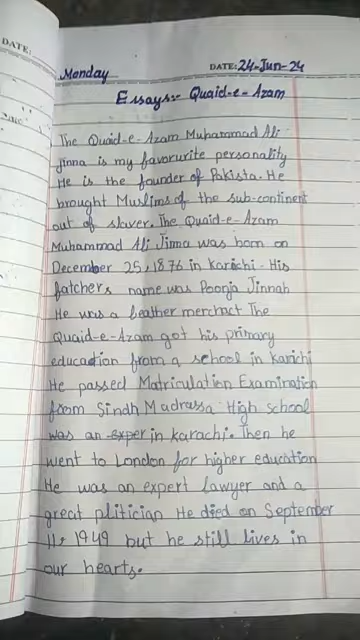 DATE:
Monday
DATE: 24-Jun-24
Essays:- Quaid-e-Azam
The Quaid-e-Azam Muhammad Ali
Jinna is my favorurite personality
He is the founder of Pakista. He
brought Muslims of the sub-continent
out of slaver. The Quaid-e-Azam
Muhammad Ali Jinna was born on
December 25, 1876 in Karachi. His
fatchers name was Poonja Jinnah
He was a leather merchact The
Quaid-e-Azam got his primary
education from a school in Karichi
He passed Matriculation Examination
from Sindh Madrassa High school
was an exper in karachi. Then he
went to London for higher education
He was an expert lawyer and a
great plitician He died on September
11, 1949 but he still lives in
our hearts.